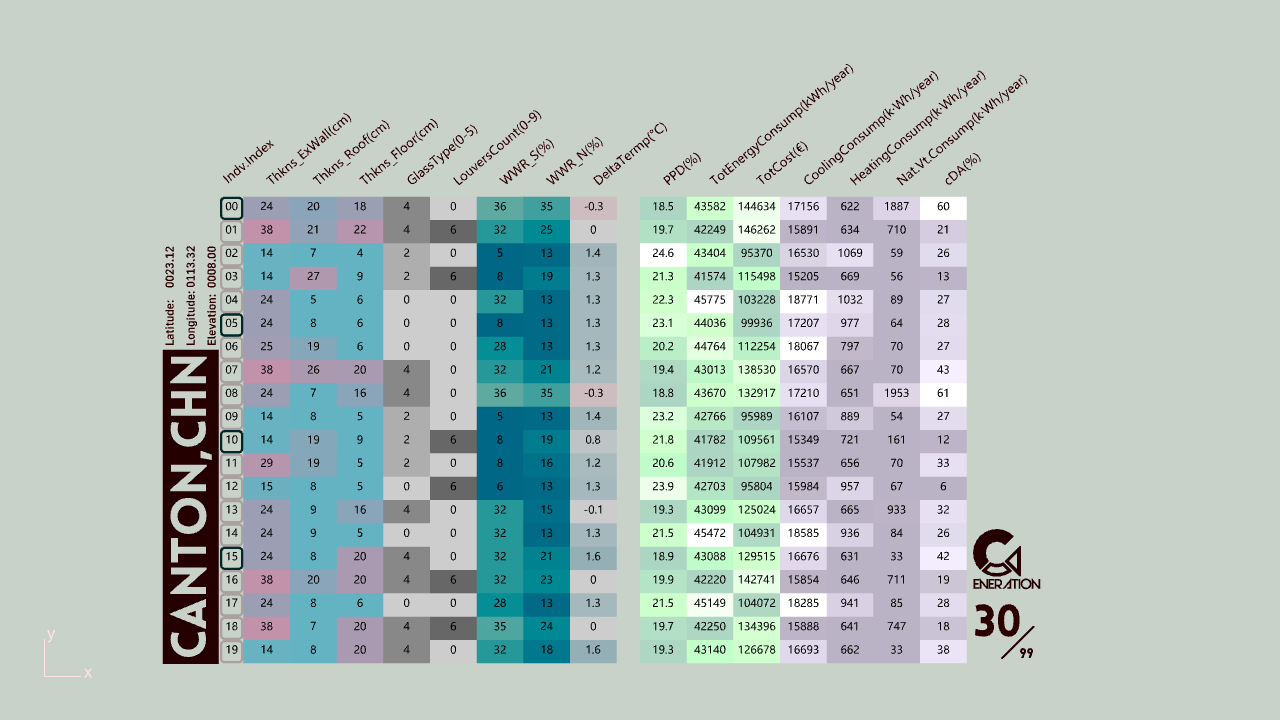 Indv.Index Thkns_ExWall(cm) Thkns_Roof(cm) Thkns_Floor(cm) GlassType(0-5) LouversCount(0-9) WWR_S(%) WWR_N(%) DeltaTermp(°C) PPD(%) TotEnergyConsump(kWh/year) TotCost(€) CoolingConsump(k·Wh/year) HeatingConsump(k·Wh/year) Nat.Vt.Consump(k·Wh/year) cDA(%)
00 24 20 18 4 0 36 35 -0.3 18.5 43582 144634 17156 622 1887 60
01 38 21 22 4 6 32 25 0 19.7 42249 146262 15891 634 710 21
02 14 7 4 2 0 5 13 1.4 24.6 43404 95370 16530 1069 59 26
03 14 27 9 2 6 8 19 1.3 21.3 41574 115498 15205 669 56 13
04 24 5 6 0 0 32 13 1.3 22.3 45775 103228 18771 1032 89 27
05 24 8 6 0 0 8 13 1.3 23.1 44036 99936 17207 977 64 28
06 25 19 6 0 0 28 13 1.3 20.2 44764 112254 18067 797 70 27
07 38 26 20 4 0 32 21 1.2 19.4 43013 138530 16570 667 70 43
08 24 7 16 4 0 36 35 -0.3 18.8 43670 132917 17210 651 1953 61
09 14 8 5 2 0 5 13 1.4 23.2 42766 95989 16107 889 54 27
10 14 19 9 2 6 8 19 0.8 21.8 41782 109561 15349 721 161 12
11 29 19 5 2 0 8 16 1.2 20.6 41912 107982 15537 656 70 33
12 15 8 5 0 6 6 13 1.3 23.9 42703 95804 15984 957 67 6
13 24 9 16 4 0 32 15 -0.1 19.3 43099 125024 16657 665 933 32
14 24 9 5 0 0 32 13 1.3 21.5 45472 104931 18585 936 84 26
15 24 8 20 4 0 32 21 1.6 18.9 43088 129515 16676 631 33 42
16 38 20 20 4 6 32 23 0 19.9 42220 142741 15854 646 711 19
17 24 8 6 0 0 28 13 1.3 21.5 45149 104072 18285 941 85 28
18 38 7 20 4 6 35 24 0 19.7 42250 134396 15888 641 747 18
19 14 8 20 4 0 32 18 1.6 19.3 43140 126678 16693 662 33 38
Latitude: 0023.12
Longitude: 0113.32
Elevation: 0008.00
CANTON,CHN
G
ENERATION
30/99
y
x